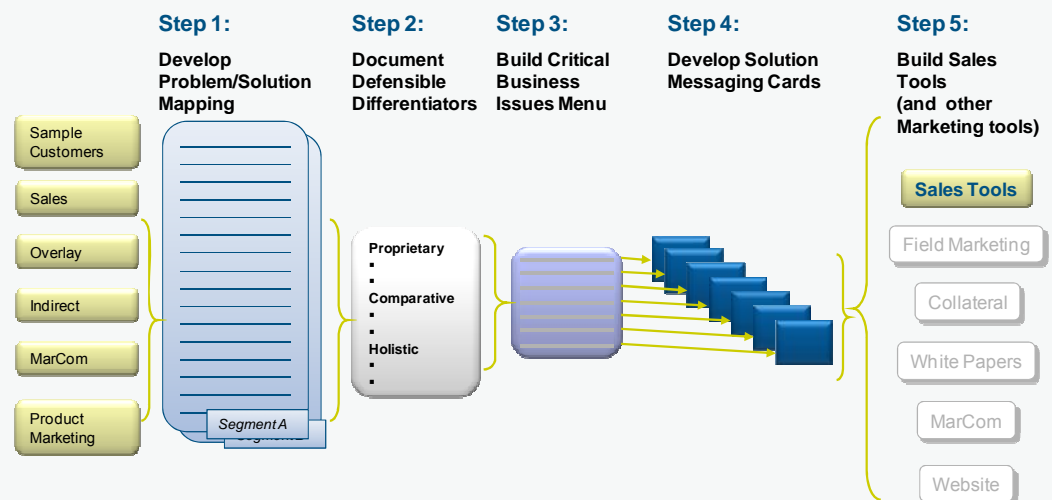 Step 1:
Develop
Problem/Solution
Mapping
Step 2:
Document
Defensible
Differentiators
Step 3:
Build Critical
Business
Issues Menu
Step 4:
Develop Solution
Messaging Cards
Step 5:
Build Sales
Tools
(and other
Marketing tools)
Sample
Customers
Sales
Overlay
Indirect
MarCom
Product
Marketing
Segment A
Proprietary
Comparative
Holistic
Sales Tools
Field Marketing
Collateral
White Papers
MarCom
Website